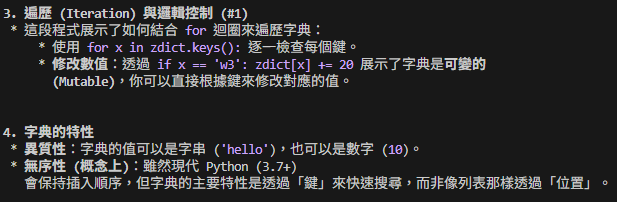 3. 遍歷 (Iteration) 與邏輯控制 (#1)
* 這段程式展示了如何結合 for 迴圈來遍歷字典：
* 使用 for x in zdict.keys(): 逐一檢查每個鍵。
* 修改數值：透過 if x == 'w3': zdict[x] += 20 展示了字典是可變的
(Mutable)，你可以直接根據鍵來修改對應的值。
4. 字典的特性
* 異質性：字典的值可以是字串 ('hello')，也可以是數字 (10)。
* 無序性 (概念上)：雖然現代 Python (3.7+)
會保持插入順序，但字典的主要特性是透過「鍵」來快速搜尋，而非像列表那樣透過「位置」。